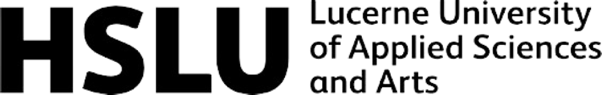 HSLU
Lucerne University
of Applied Sciences
and Arts